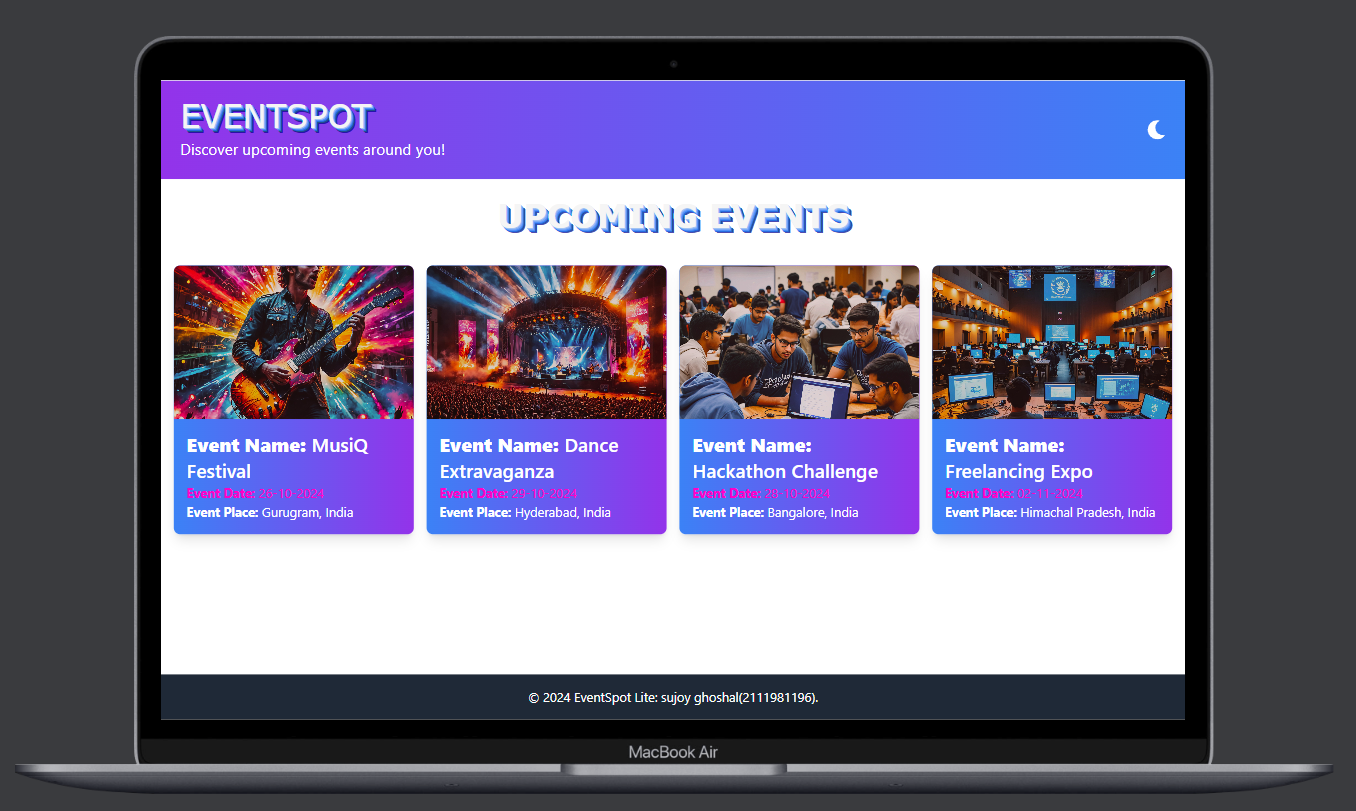 EVENTSPOT
Discover upcoming events around you!
UPCOMING EVENTS
Event Name: MusiQ
Festival
Event Date: 26-10-2024
Event Place: Gurugram, India
Event Name: Dance
Extravaganza
Event Date: 29-10-2024
Event Place: Hyderabad, India
Event Name:
Hackathon Challenge
Event Date: 28-10-2024
Event Place: Bangalore, India
Event Name:
Freelancing Expo
Event Date: 02-11-2024
Event Place: Himachal Pradesh, India
© 2024 EventSpot Lite: sujoy ghoshal(2111981196).
MacBook Air